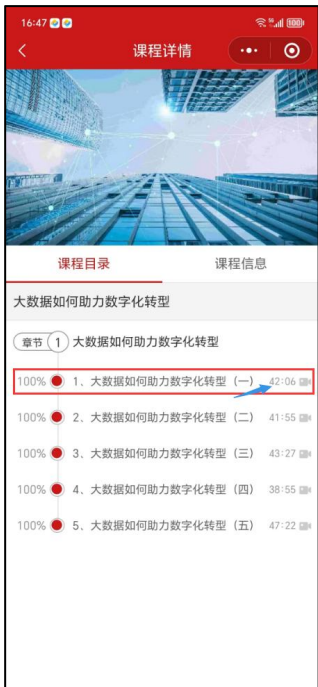 16:47
100
课程详情
课程目录
课程信息
大数据如何助力数字化转型
章节 1 大数据如何助力数字化转型
100% 1、大数据如何助力数字化转型（一） 42:06
100% 2、大数据如何助力数字化转型（二） 41:55
100% 3、大数据如何助力数字化转型（三） 43:27
100% 4、大数据如何助力数字化转型（四） 38:55
100% 5、大数据如何助力数字化转型（五） 47:22